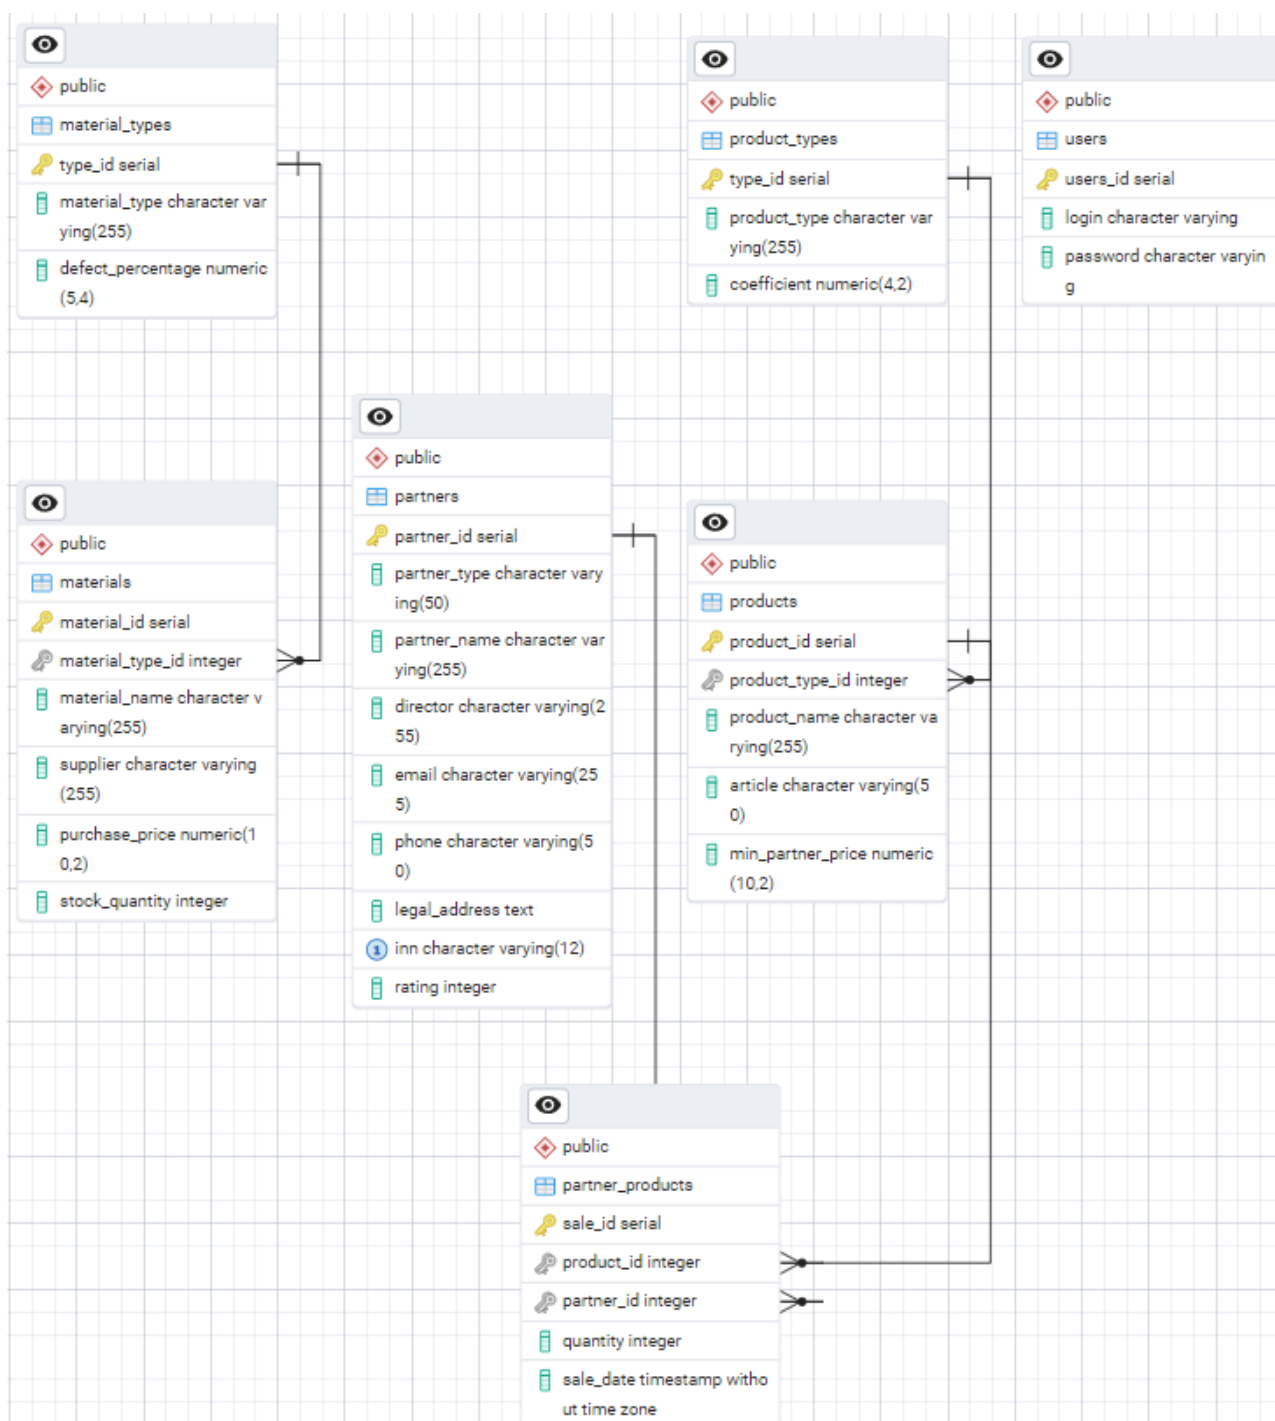 public
material_types
type_id serial
material_type character var
ying(255)
defect_percentage numeric
(5,4)
public
product_types
type_id serial
product_type character var
ying(255)
coefficient numeric(4,2)
public
users
users_id serial
login character varying
password character varyin
g
public
partners
partner_id serial
partner_type character vary
ing(50)
partner_name character var
ying(255)
director character varying(2
55)
email character varying(25
5)
phone character varying(5
0)
legal_address text
1
inn character varying(12)
rating integer
public
materials
material_id serial
material_type_id integer
material_name character v
arying(255)
supplier character varying
(255)
purchase_price numeric(1
0,2)
stock_quantity integer
public
products
product_id serial
product_type_id integer
product_name character va
rying(255)
article character varying(5
0)
min_partner_price numeric
(10,2)
public
partner_products
sale_id serial
product_id integer
partner_id integer
quantity integer
sale_date timestamp witho
ut time zone